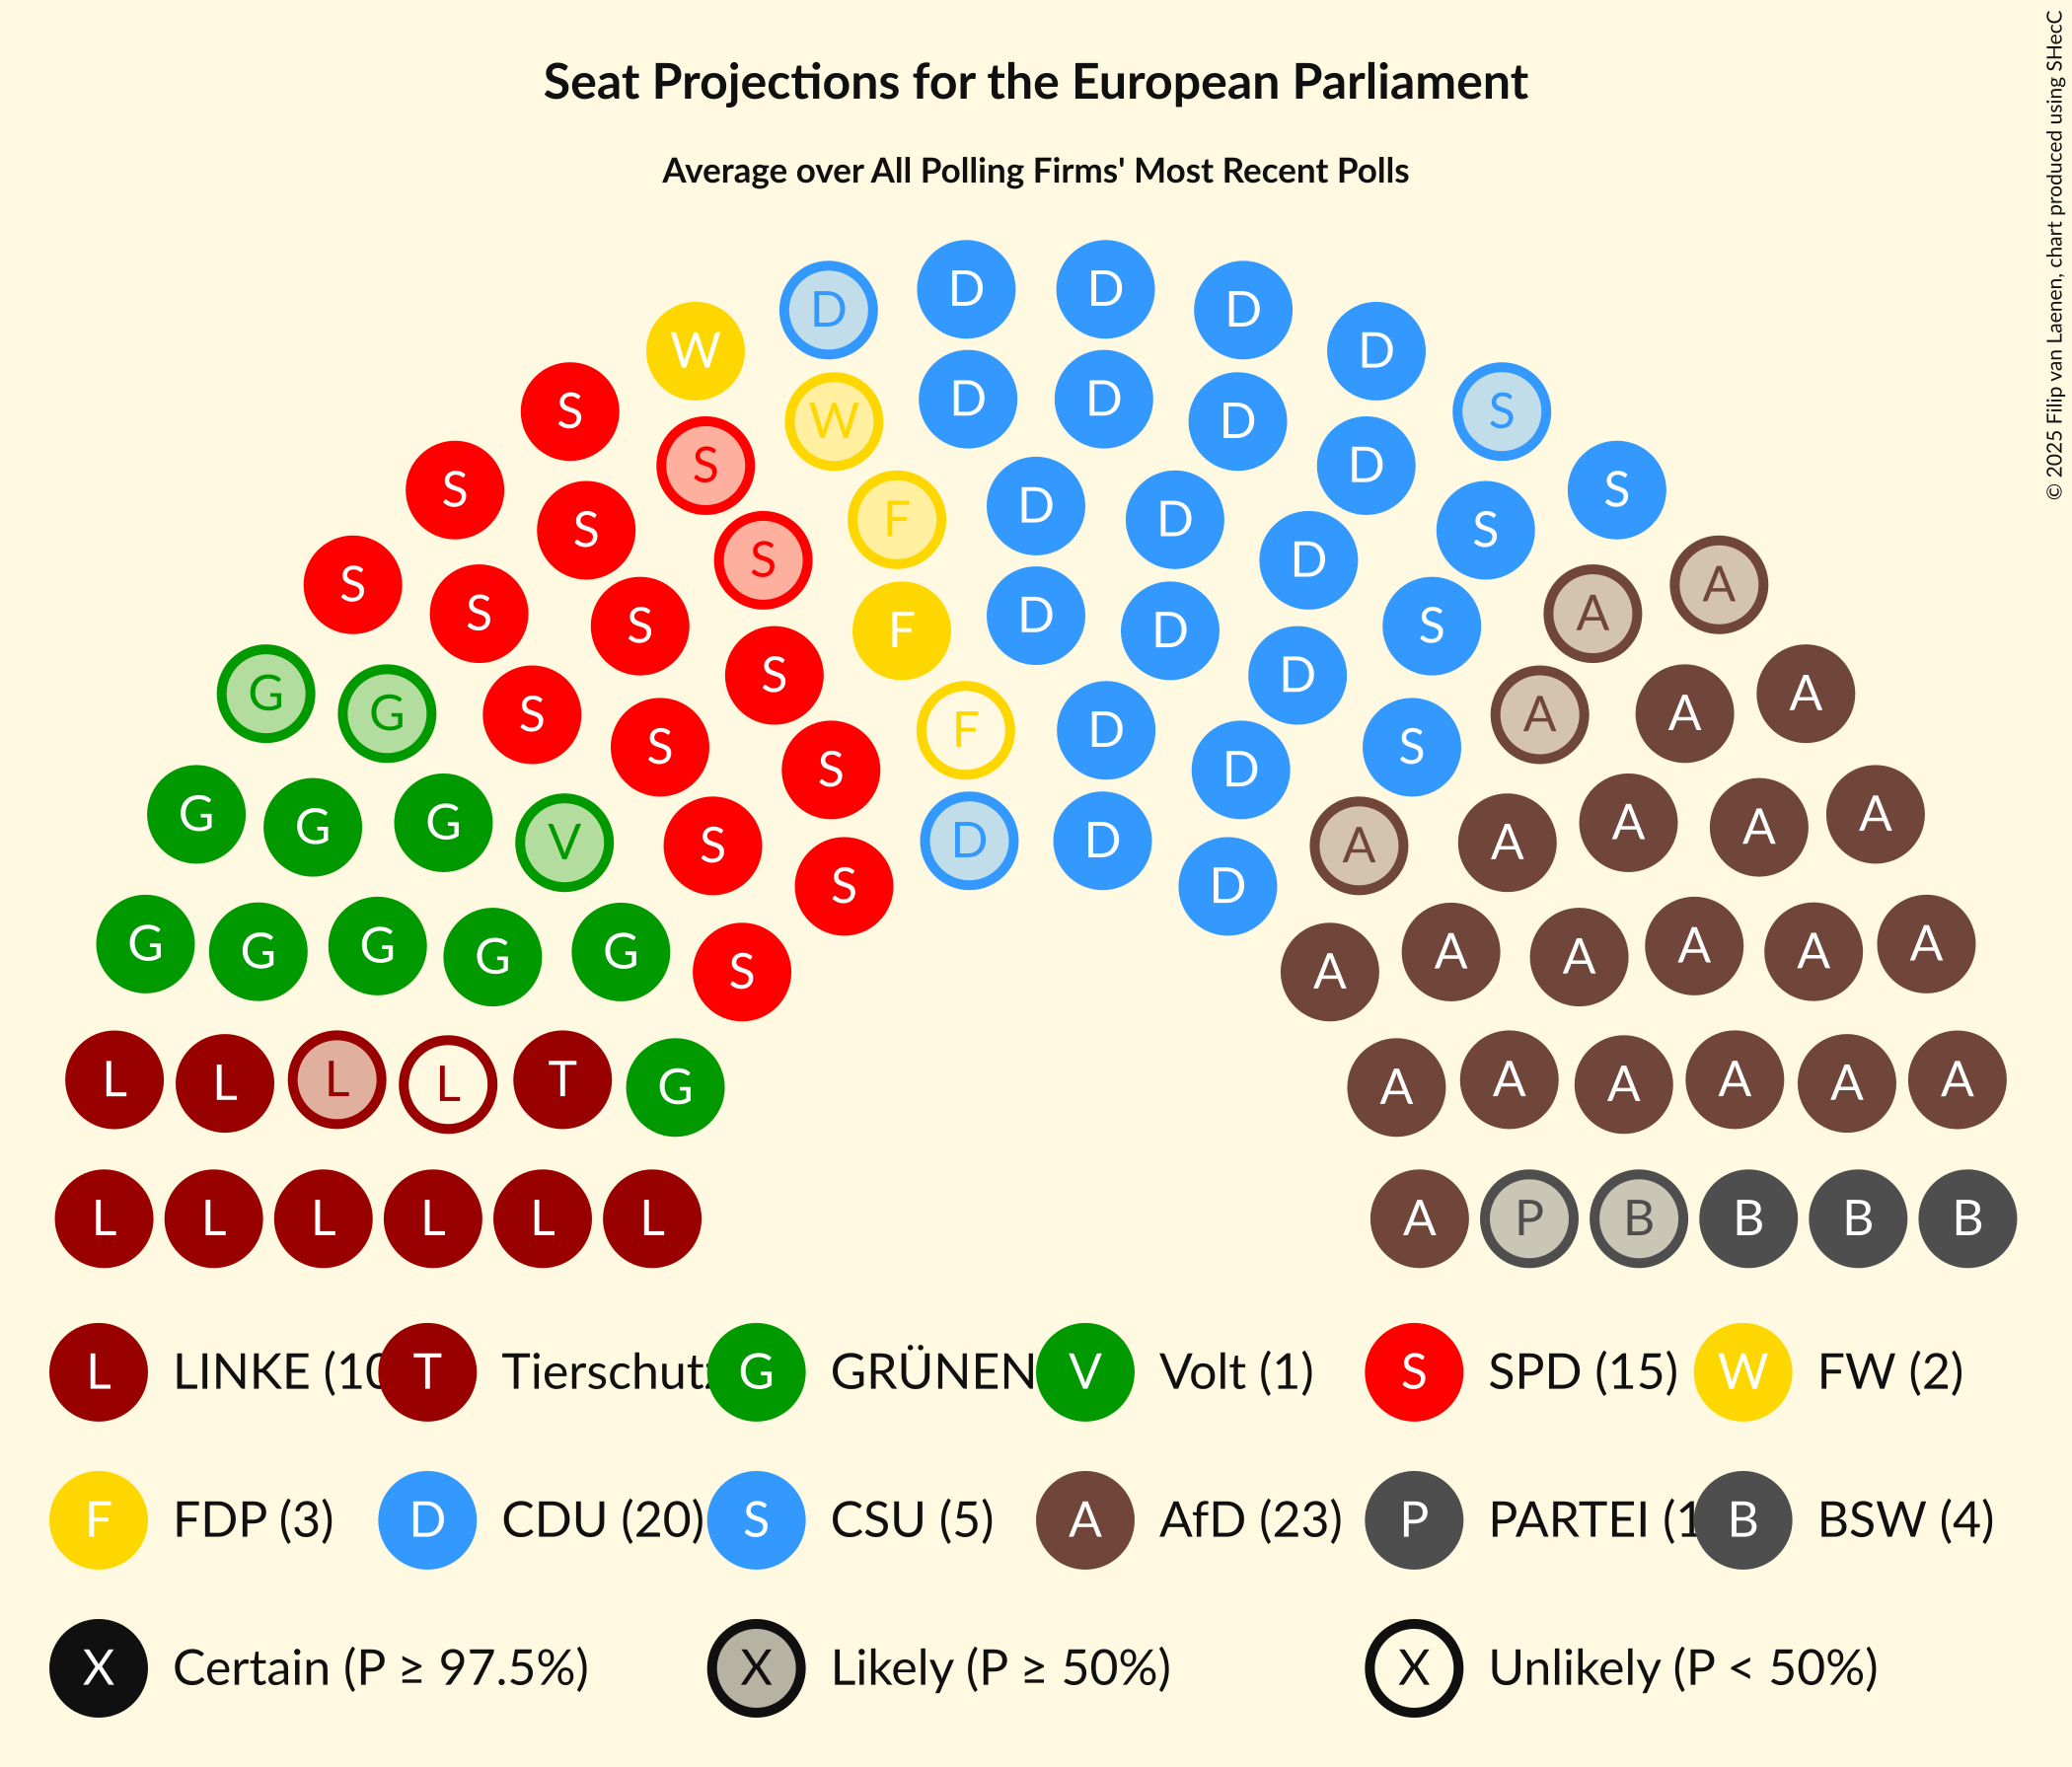 Seat Projections for the European Parliament
Average over All Polling Firms' Most Recent Polls
© 2025 Filip van Laenen, chart produced using SHecC
D D D D
W D D S
S D D D D S
S W D S
S S F D D S
S S D A A
S S S F D D S A
G S D A A
G S S S F D S A A
G S D
G G G V S D D A A A A A
G S S D D A
G G G G S A A A A A A
L L L L T G A A A A A A
L L L L L L A P B B B B
L LINKE (10 T Tierschutz G GRÜNEN V Volt (1) S SPD (15) W FW (2)
F FDP (3) D CDU (20) S CSU (5) A AfD (23) P PARTEI (1 B BSW (4)
X Certain (P ≥ 97.5%) X Likely (P ≥ 50%) X Unlikely (P < 50%)